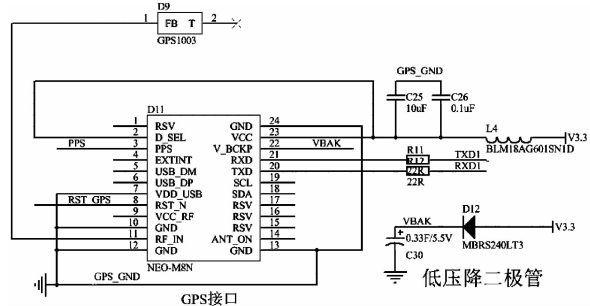 D9
1
FB T
2
GPS1003
GPS_GND
C25
10uF
C26
0.1uF
D11
1
RSV
GND
24
2
D_SEL
VCC
23
L4
V3.3
BLM18AG601SN1D
PPS
3
PFS
V_BCKP
22
VBAK
4
EXTINT
RXD
21
R11
TXD1
5
USB_DM
TXD
20
R12
RXD1
22R
6
USB_DP
SCL
19
22R
7
VDD_USB
SDA
18
RST_GPS
8
RST_N
RSV
17
9
VCC_RF
RSV
16
10
GND
RSV
15
11
RF_IN
ANT_ON
14
12
GND
GND
13
NEO-M8N
GPS_GND
VBAK
D12
V3.3
0.33F/5.5V
MBRS240LT3
C30
低压降二极管
GPS接口